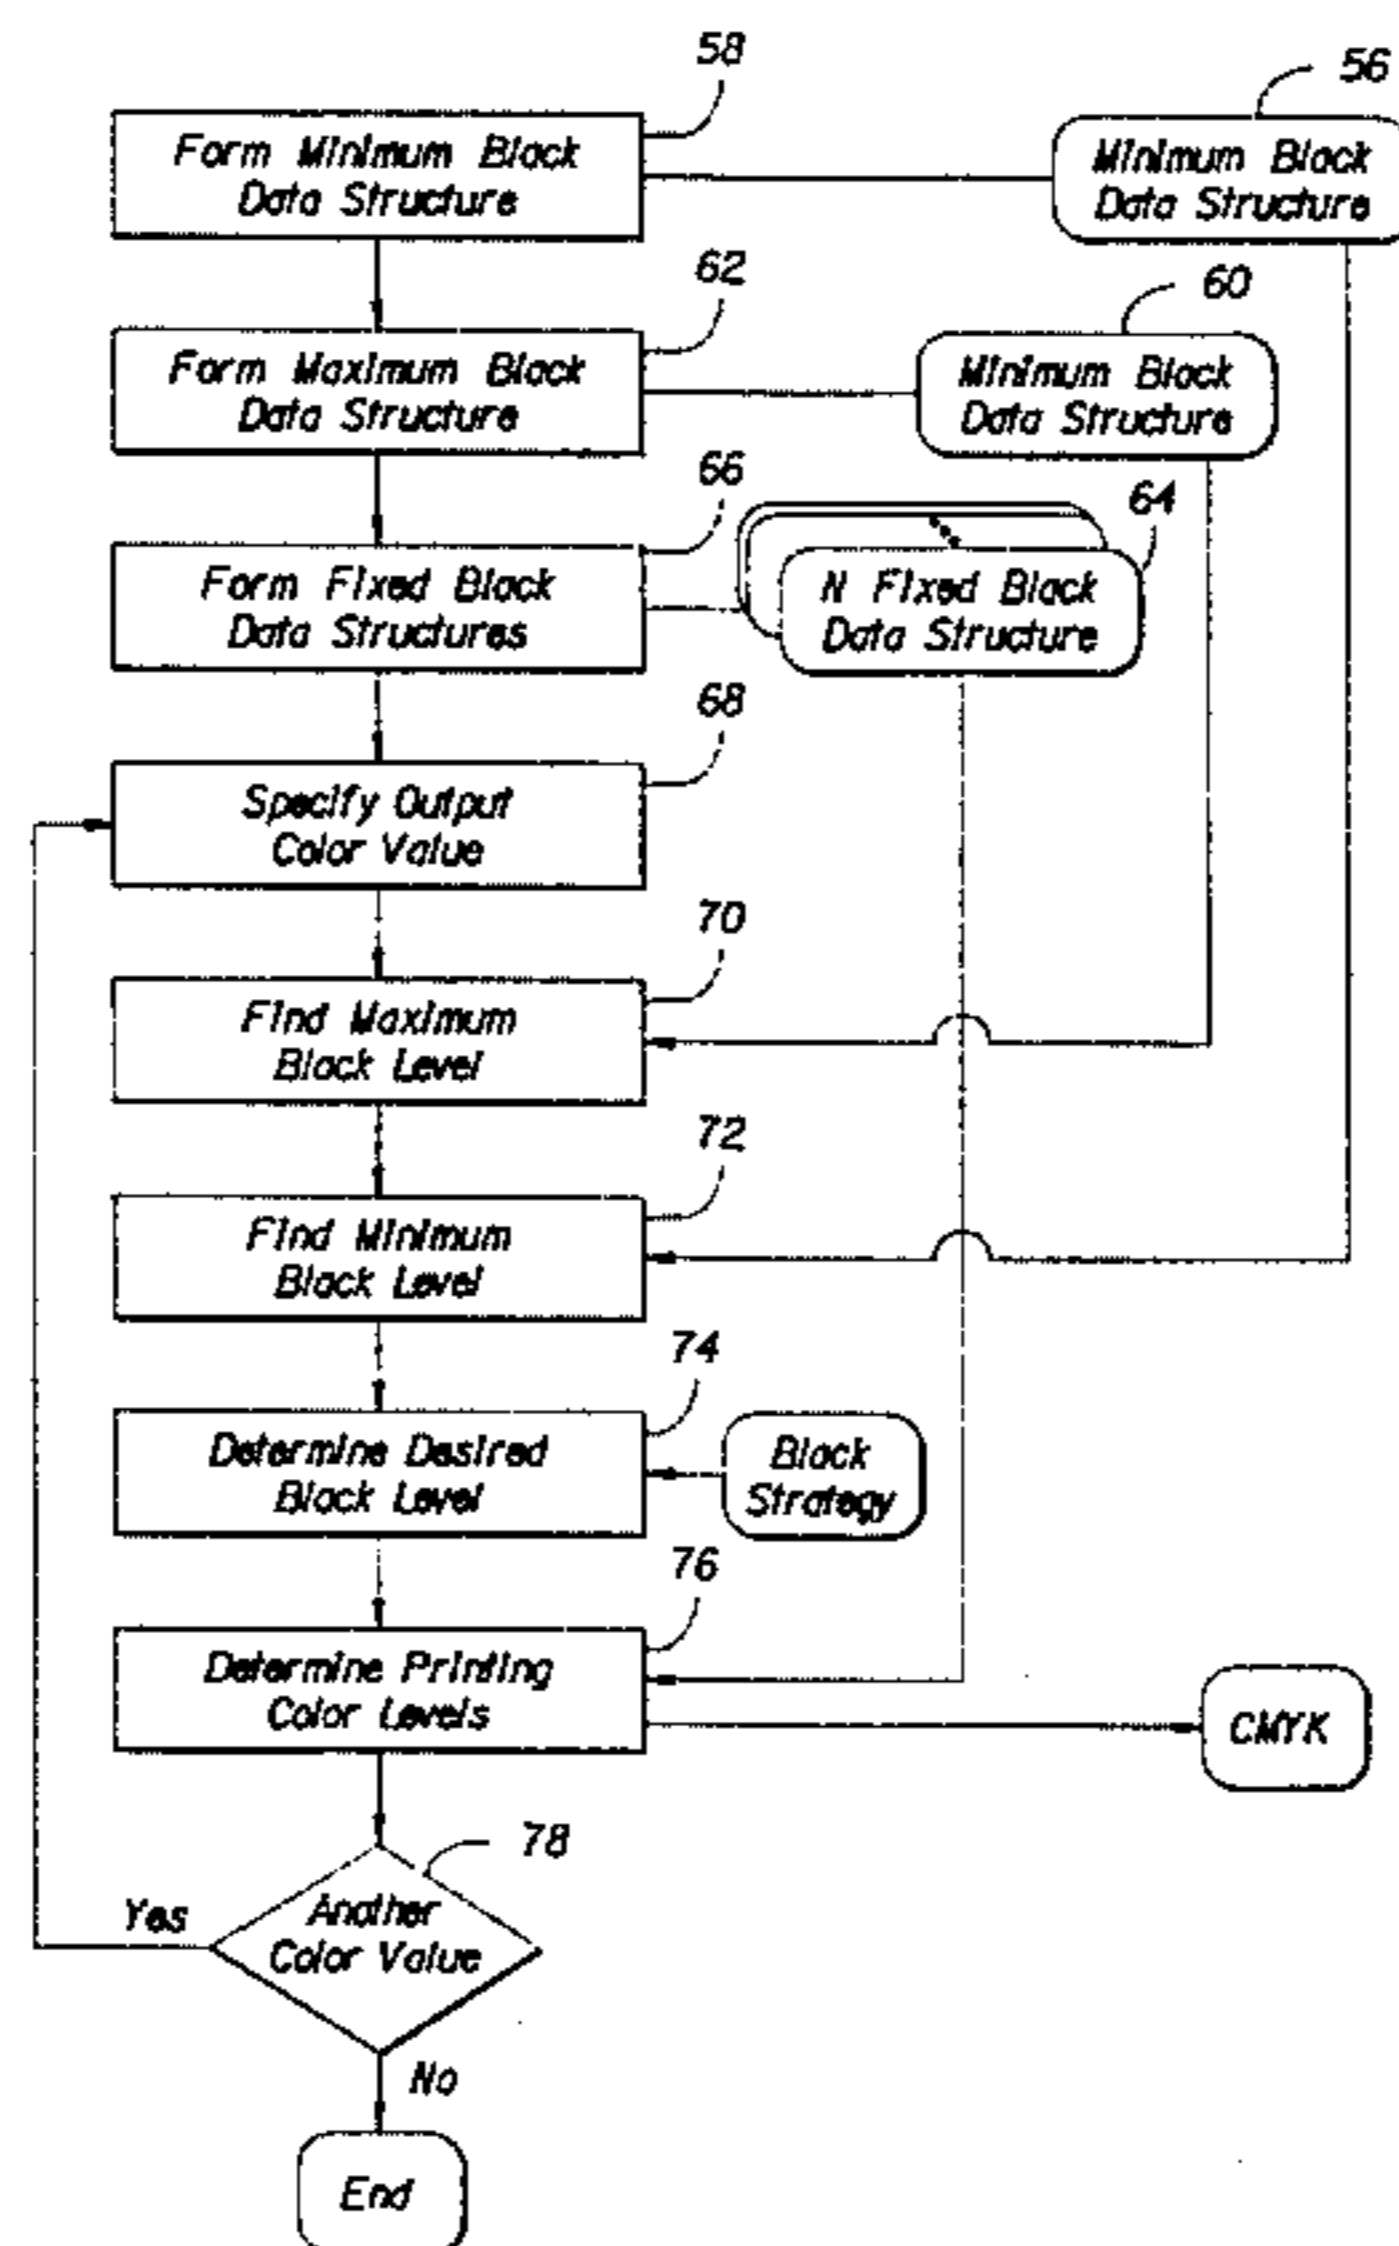 58
56
Form Minimum Black
Data Structure
Minimum Black
Data Structure
62
60
Form Maximum Black
Data Structure
Minimum Black
Data Structure
66
64
Form Fixed Black
Data Structures
N Fixed Black
Data Structure
68
Specify Output
Color Value
70
Find Maximum
Black Level
72
Find Minimum
Black Level
74
Determine Desired
Black Level
Black
Strategy
76
Determine Printing
Color Levels
CMYK
78
Yes
Another
Color Value
No
End